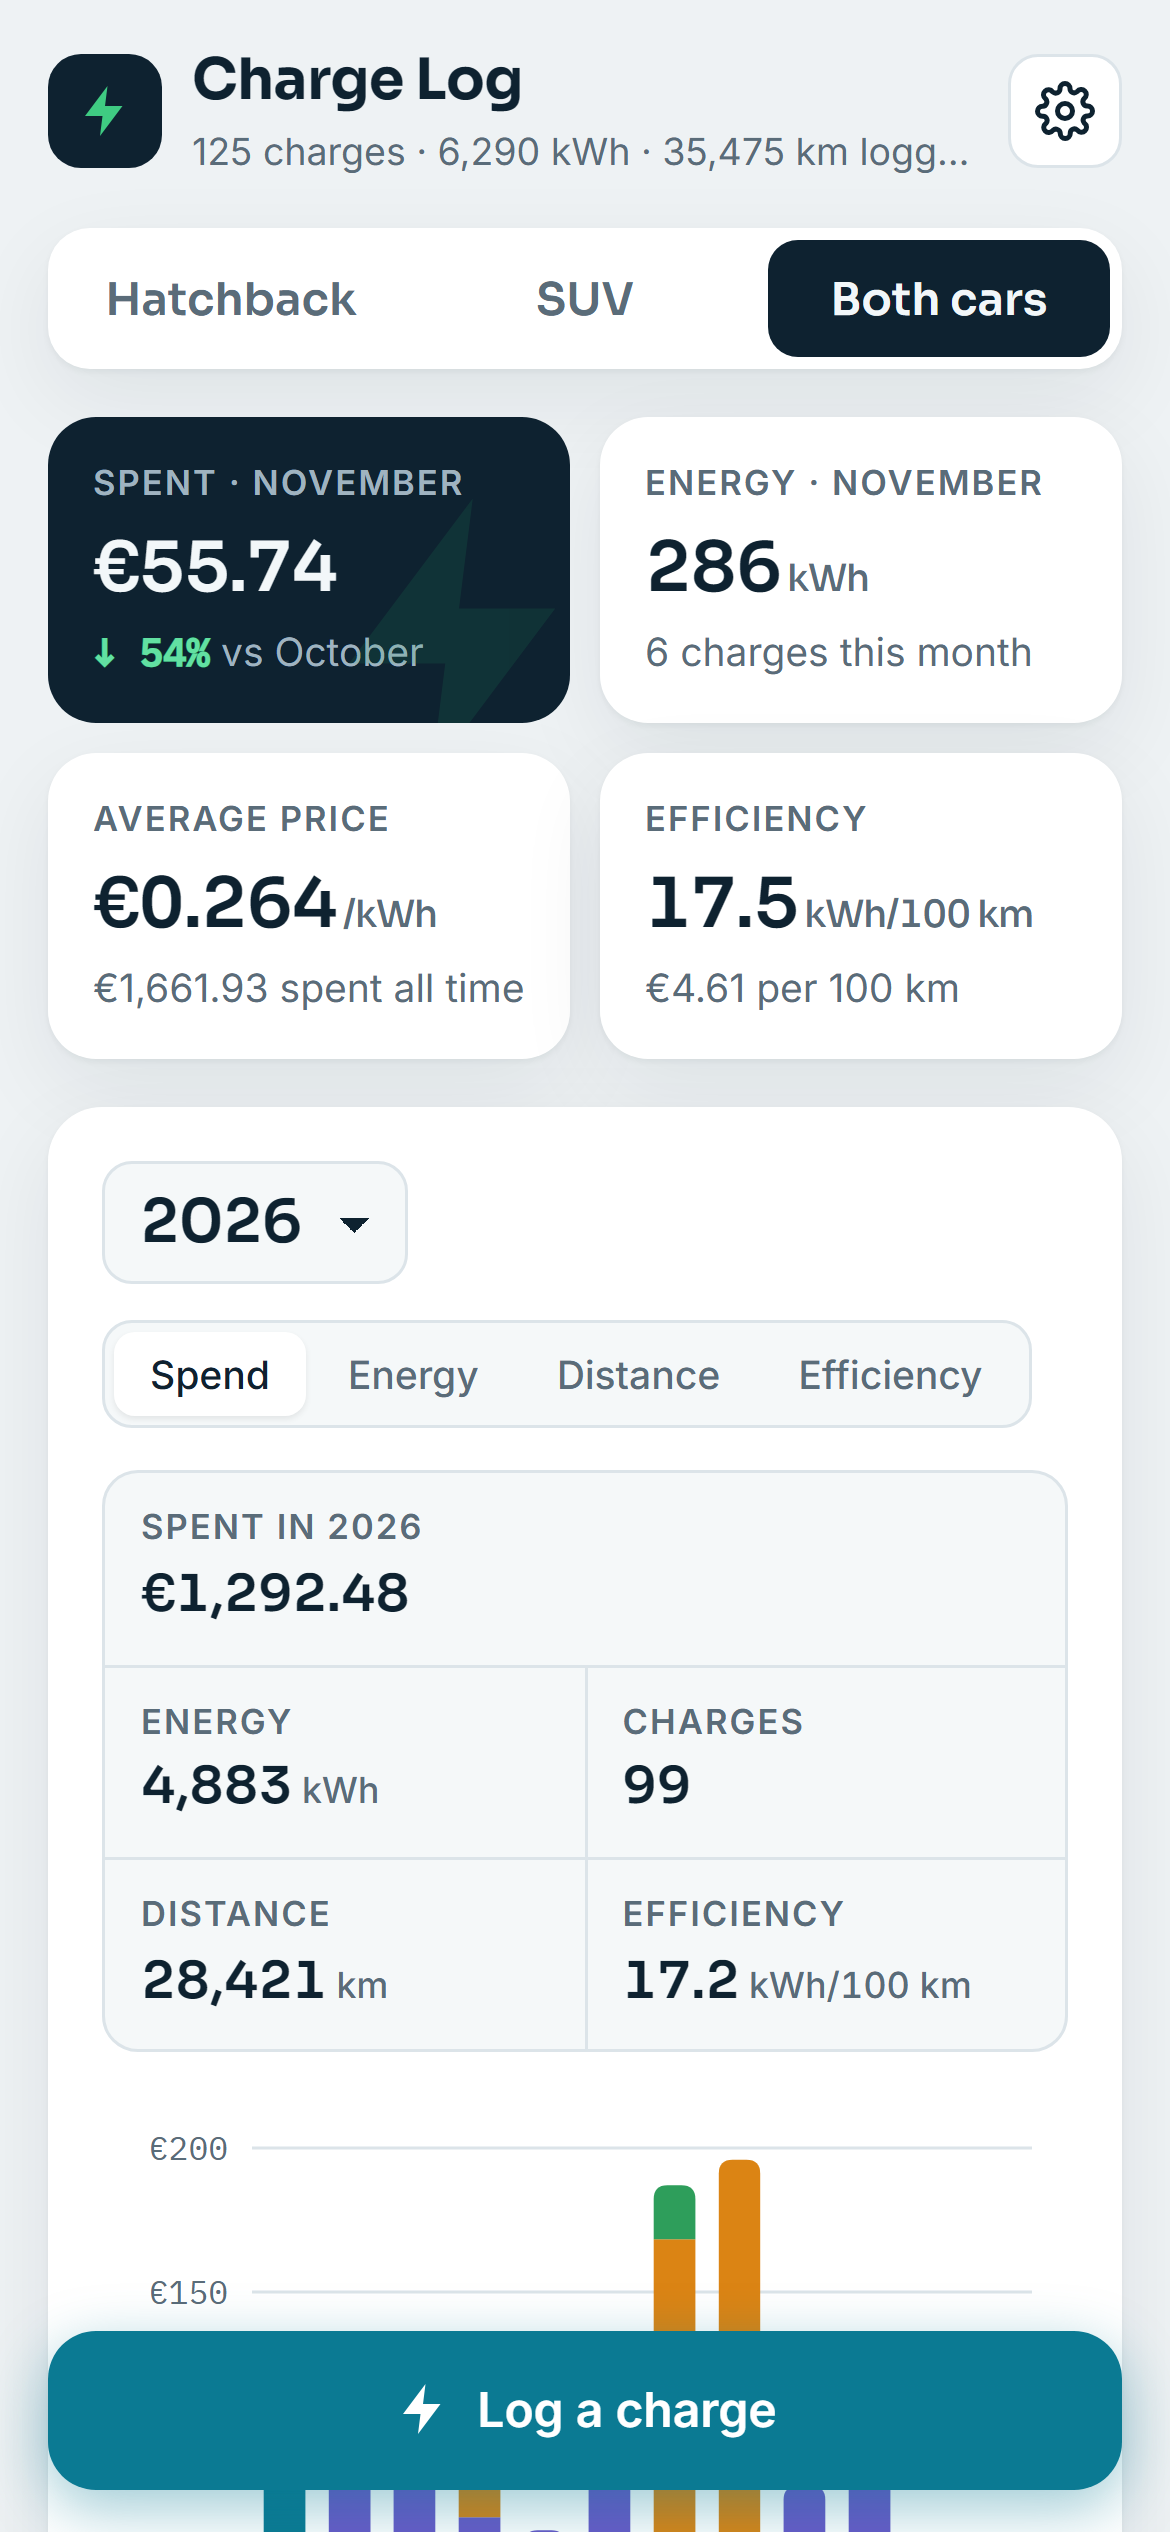 Charge Log
125 charges · 6,290 kWh · 35,475 km logg...
Hatchback
SUV
Both cars
SPENT · NOVEMBER
€55.74
↓ 54% vs October
ENERGY · NOVEMBER
286 kWh
6 charges this month
AVERAGE PRICE
€0.264 /kWh
€1,661.93 spent all time
EFFICIENCY
17.5 kWh/100 km
€4.61 per 100 km
2026
Spend
Energy
Distance
Efficiency
SPENT IN 2026
€1,292.48
ENERGY
4,883 kWh
CHARGES
99
DISTANCE
28,421 km
EFFICIENCY
17.2 kWh/100 km
€200
€150
Log a charge